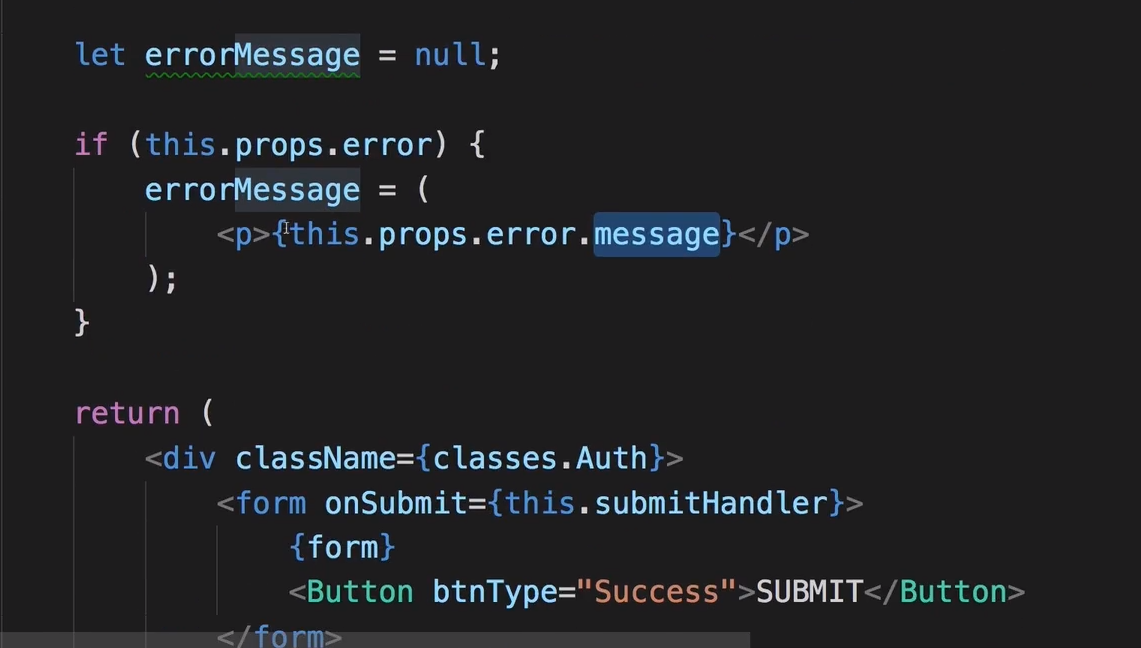 let errorMessage = null;
if (this.props.error) {
errorMessage = (
<p>{this.props.error.message}</p>
);
}
return (
<div className={classes.Auth}>
<form onSubmit={this.submitHandler}>
{form}
<Button btnType="Success">SUBMIT</Button>
</form>